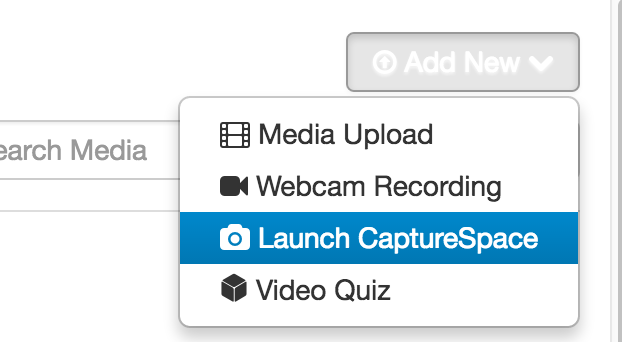 Add New
earch Media
Media Upload
Webcam Recording
Launch CaptureSpace
Video Quiz